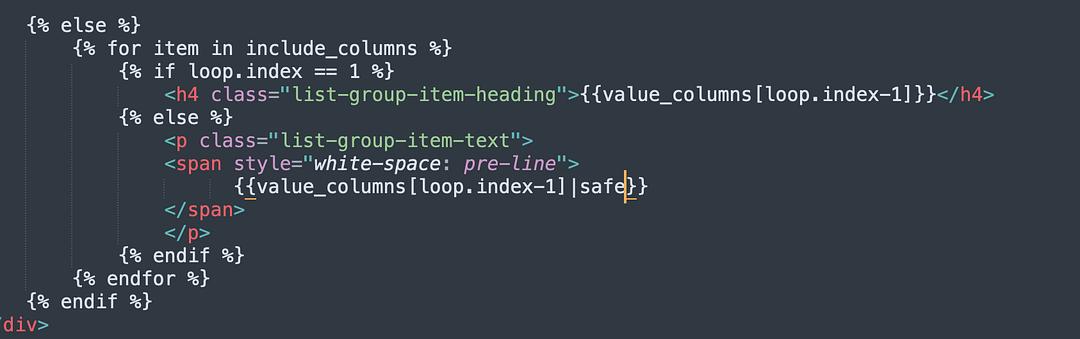 {% else %}
{% for item in include_columns %}
{% if loop.index == 1 %}
<h4 class="list-group-item-heading">{{value_columns[loop.index-1]}}</h4>
{% else %}
<p class="list-group-item-text">
<span style="white-space: pre-line">
{{value_columns[loop.index-1]|safe}}
</span>
</p>
{% endif %}
{% endfor %}
{% endif %}
/div>